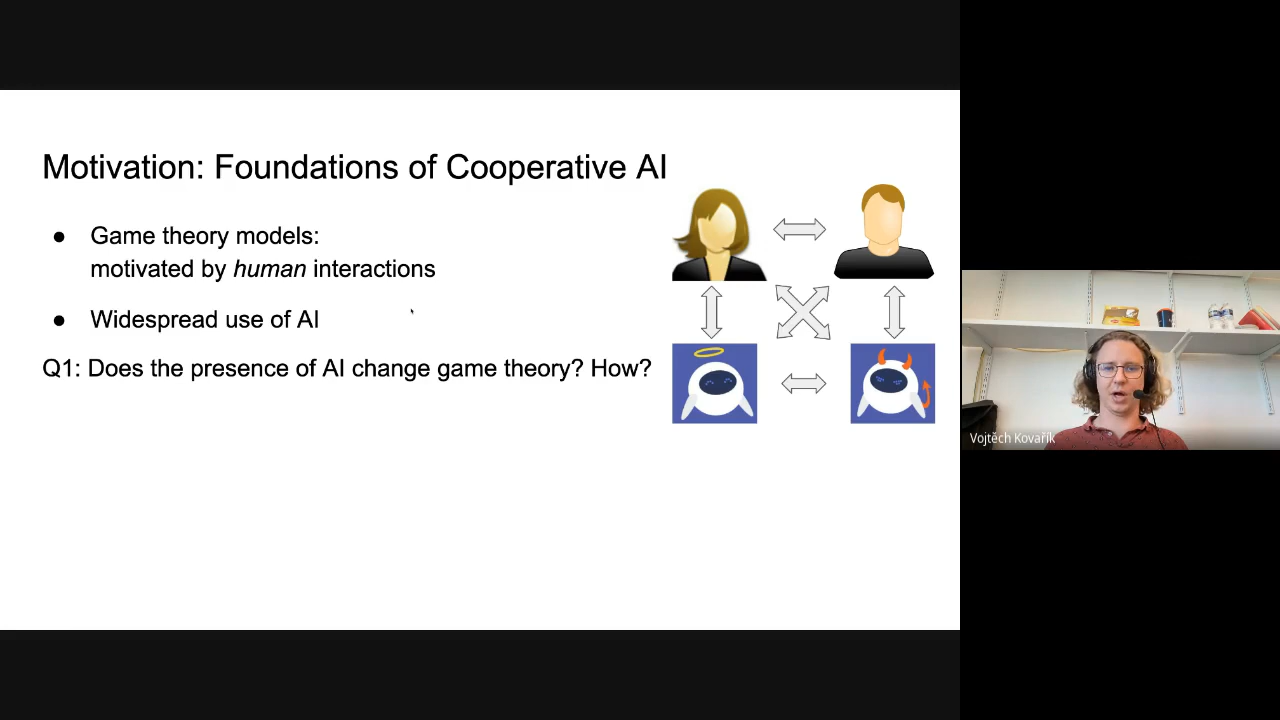 Motivation: Foundations of Cooperative AI
● Game theory models:
motivated by human interactions
● Widespread use of AI
Q1: Does the presence of AI change game theory? How?
Vojtěch Kovařík